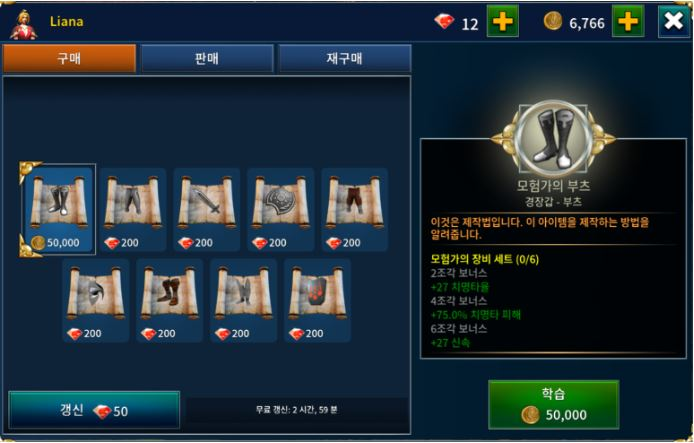 Liana
12
6,766
구매
판매
재구매
50,000
200
200
200
200
200
200
200
200
갱신 50
무료 갱신: 2 시간, 59 분
모험가의 부츠
경장갑 - 부츠
이것은 제작법입니다. 이 아이템을 제작하는 방법을
알려줍니다.
모험가의 장비 세트 (0/6)
2조각 보너스
+27 치명타율
4조각 보너스
+75.0% 치명타 피해
6조각 보너스
+27 신속
학습
50,000